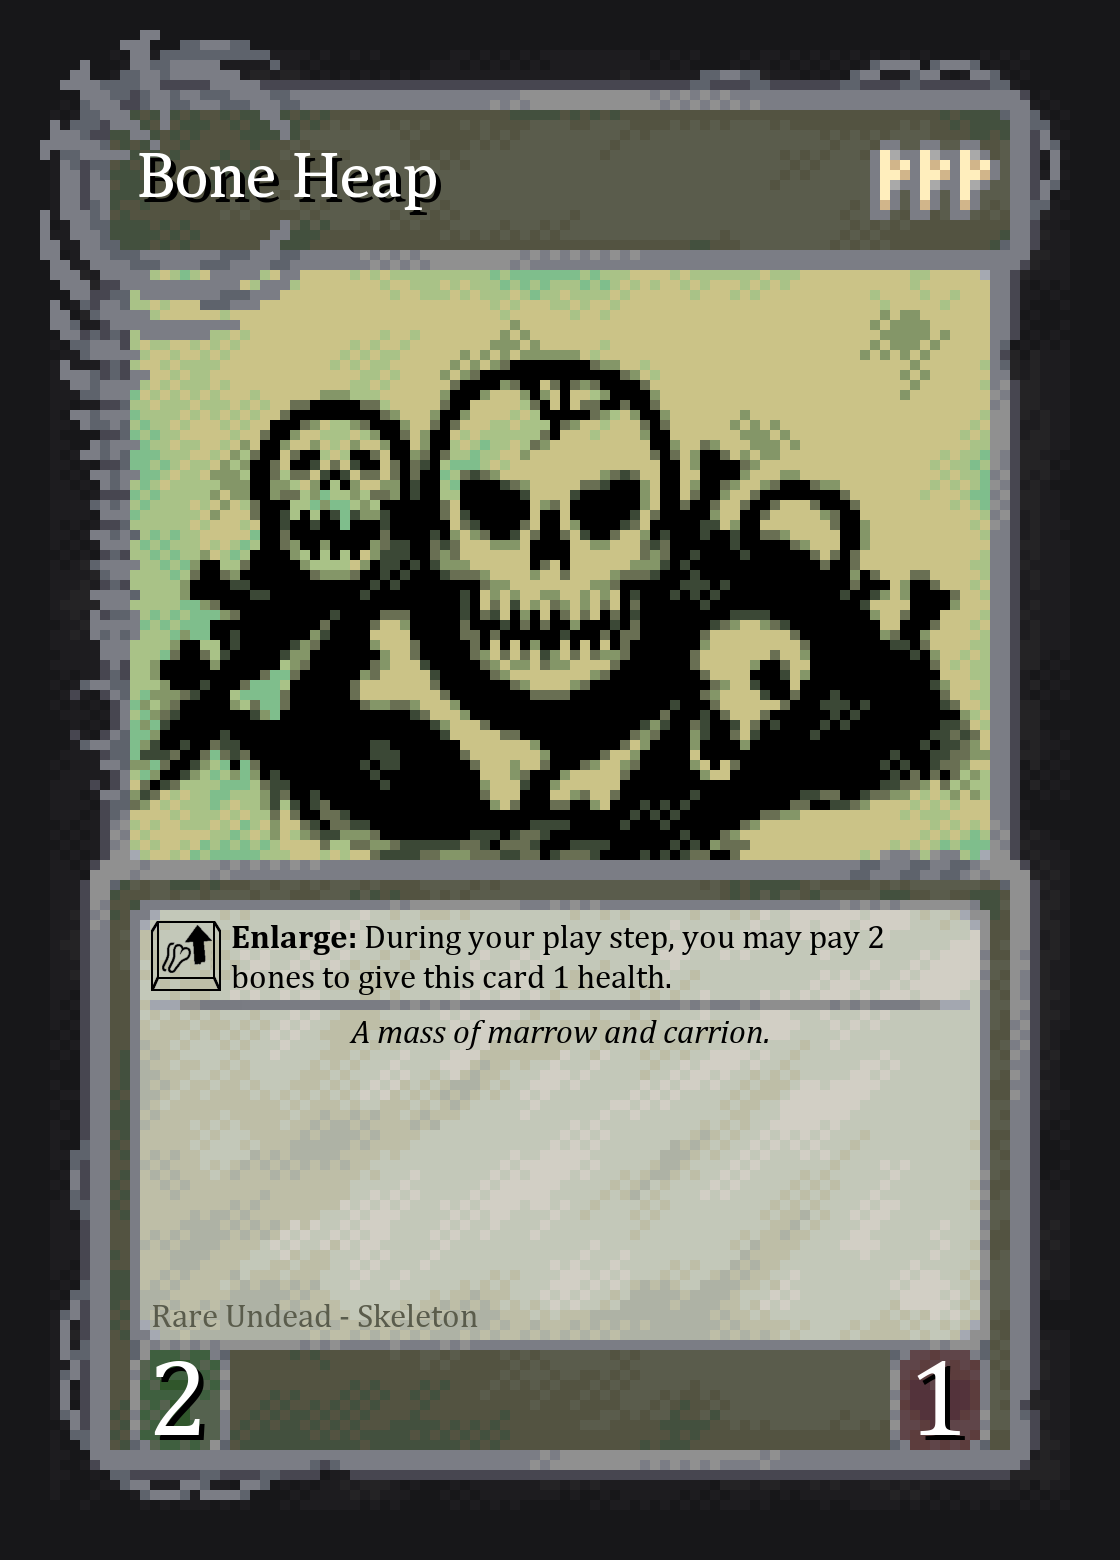 Bone Heap
Enlarge: During your play step, you may pay 2
bones to give this card 1 health.
A mass of marrow and carrion.
Rare Undead - Skeleton
2
1